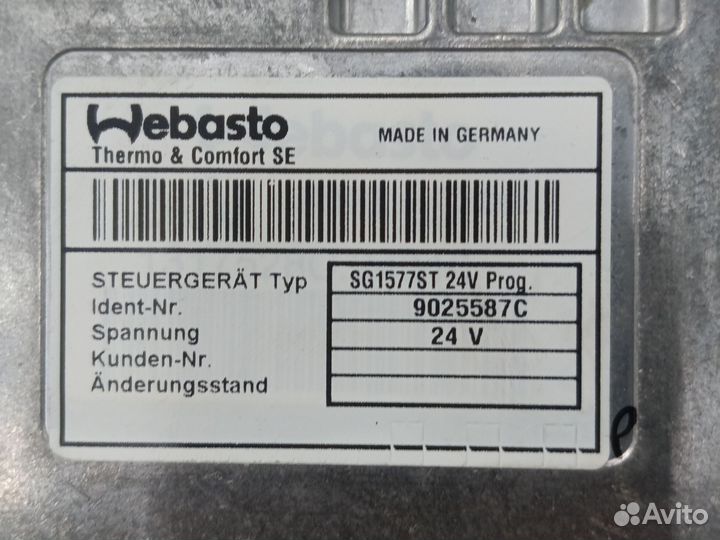 Webasto
MADE IN GERMANY
Thermo & Comfort SE
STEUERGERÄT Typ SG1577ST 24V Prog.
Ident-Nr. 9025587C
Spannung 24 V
Kunden-Nr.
Änderungsstand
Avito